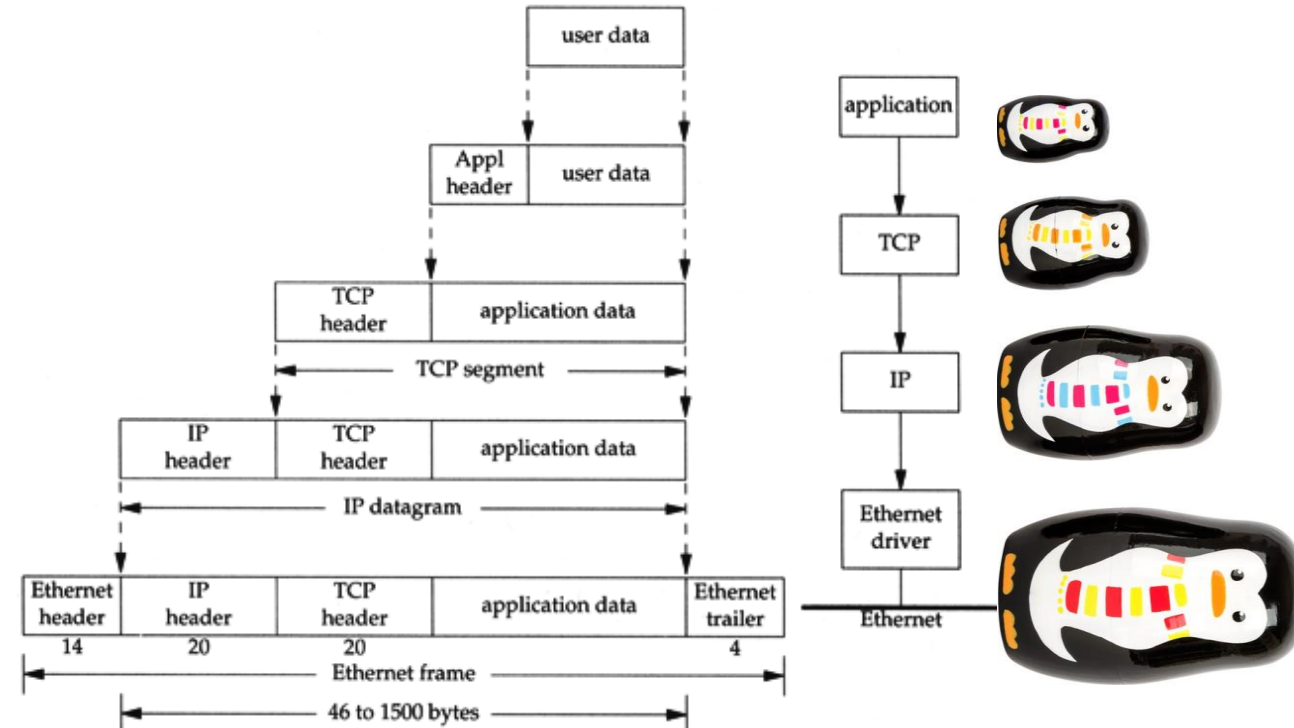 user data
Appl
header
user data
TCP
header
application data
TCP segment
IP
header
TCP
header
application data
IP datagram
Ethernet
header
IP
header
TCP
header
application data
Ethernet
trailer
14
20
20
4
Ethernet frame
46 to 1500 bytes
application
TCP
IP
Ethernet
driver
Ethernet